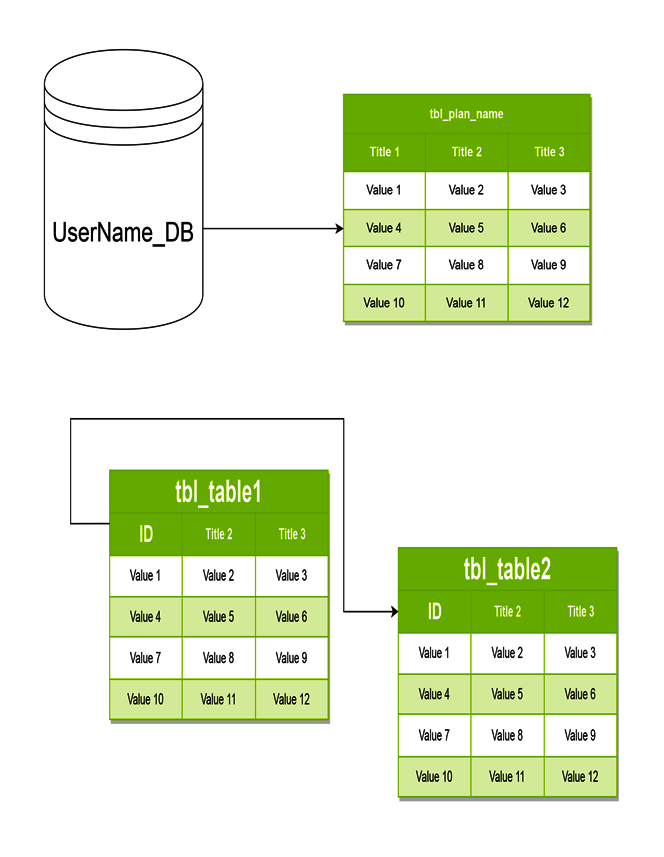 UserName_DB
tbl_plan_name
Title 1 Title 2 Title 3
Value 1 Value 2 Value 3
Value 4 Value 5 Value 6
Value 7 Value 8 Value 9
Value 10 Value 11 Value 12
tbl_table1
ID Title 2 Title 3
Value 1 Value 2 Value 3
Value 4 Value 5 Value 6
Value 7 Value 8 Value 9
Value 10 Value 11 Value 12
tbl_table2
ID Title 2 Title 3
Value 1 Value 2 Value 3
Value 4 Value 5 Value 6
Value 7 Value 8 Value 9
Value 10 Value 11 Value 12